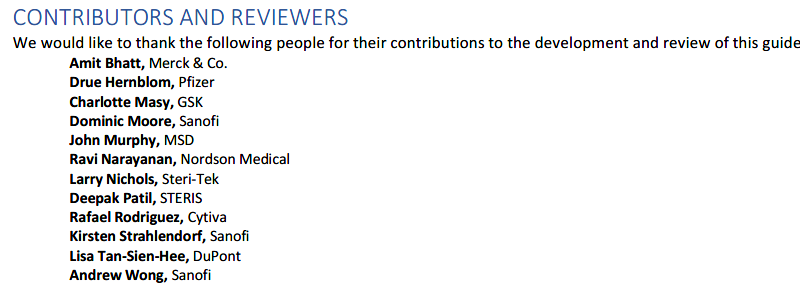 CONTRIBUTORS AND REVIEWERS
We would like to thank the following people for their contributions to the development and review of this guide
Amit Bhatt, Merck & Co.
Drue Hernblom, Pfizer
Charlotte Masy, GSK
Dominic Moore, Sanofi
John Murphy, MSD
Ravi Narayanan, Nordson Medical
Larry Nichols, Steri-Tek
Deepak Patil, STERIS
Rafael Rodriguez, Cytiva
Kirsten Strahlendorf, Sanofi
Lisa Tan-Sien-Hee, DuPont
Andrew Wong, Sanofi